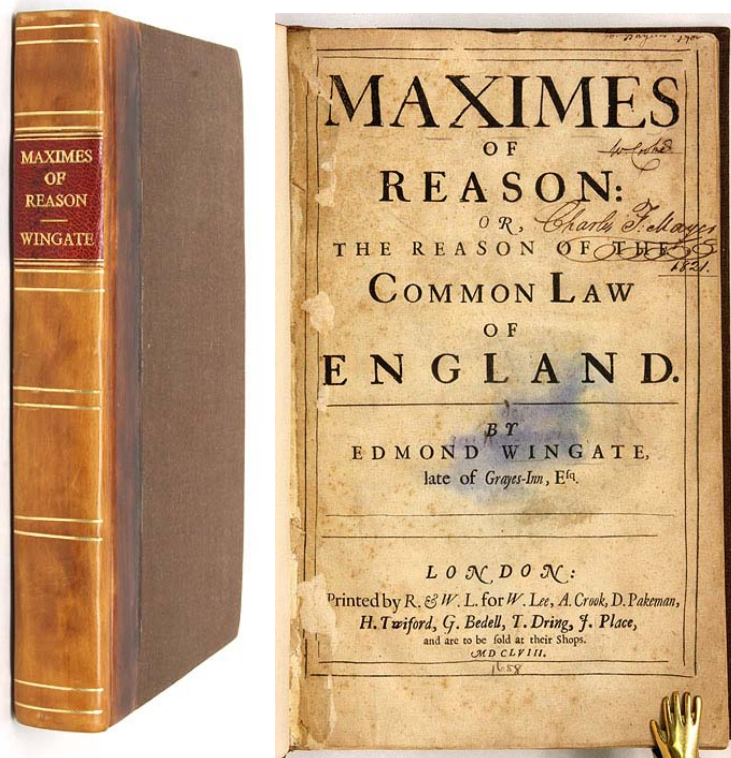 MAXIMES
OF
REASON
WINGATE
MAXIMES
OF
REASON:
OR,
Charles F. Mayer
THE REASON OF THE
1821.
COMMON LAW
OF
ENGLAND.
BY
EDMOND WINGATE,
late of Grayes-Inn, Esq.
LONDON:
Printed by R. & W. L. for W. Lee, A. Crook, D. Pakeman,
H. Twiford, G. Bedell, T. Dring, J. Place,
and are to be ſold at their Shops.
MDCLVIII.
1658